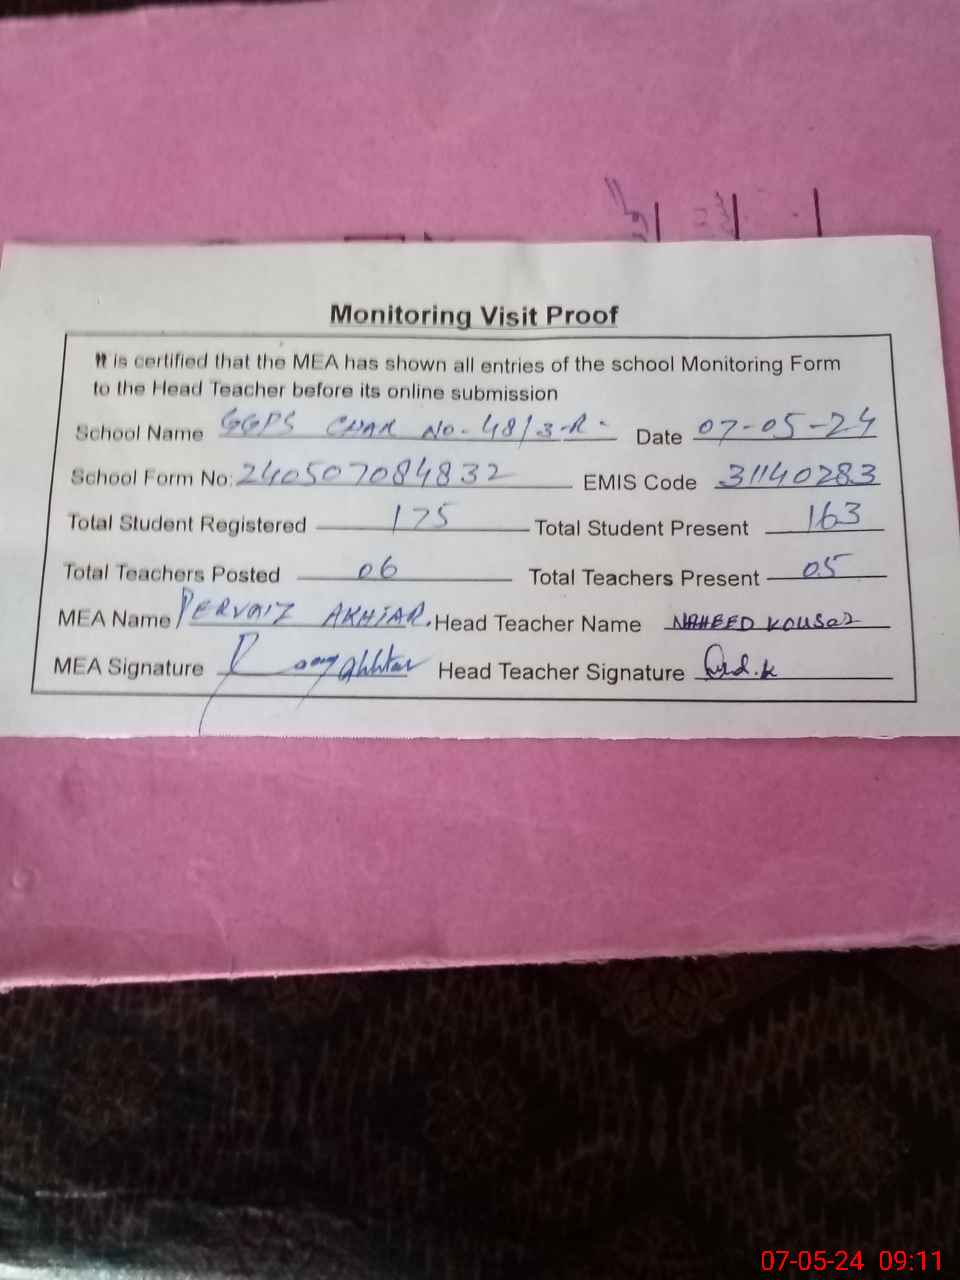 Monitoring Visit Proof
It is certified that the MEA has shown all entries of the school Monitoring Form
to the Head Teacher before its online submission
School Name GGPS CHAK NO-48/3-R- Date 07-05-24
School Form No: 240507084832 EMIS Code 31140283
Total Student Registered 175 Total Student Present 163
Total Teachers Posted 06 Total Teachers Present 05
MEA Name PERVAIZ AKHTAR. Head Teacher Name NAHEED KOUSAR
MEA Signature Head Teacher Signature
07-05-24 09:11